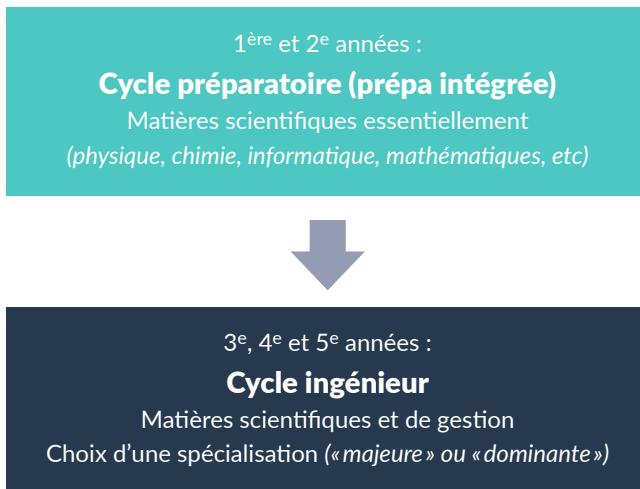 1ère et 2e années :
Cycle préparatoire (prépa intégrée)
Matières scientifiques essentiellement
(physique, chimie, informatique, mathématiques, etc)
3e, 4e et 5e années :
Cycle ingénieur
Matières scientifiques et de gestion
Choix d’une spécialisation («majeure» ou «dominante»)